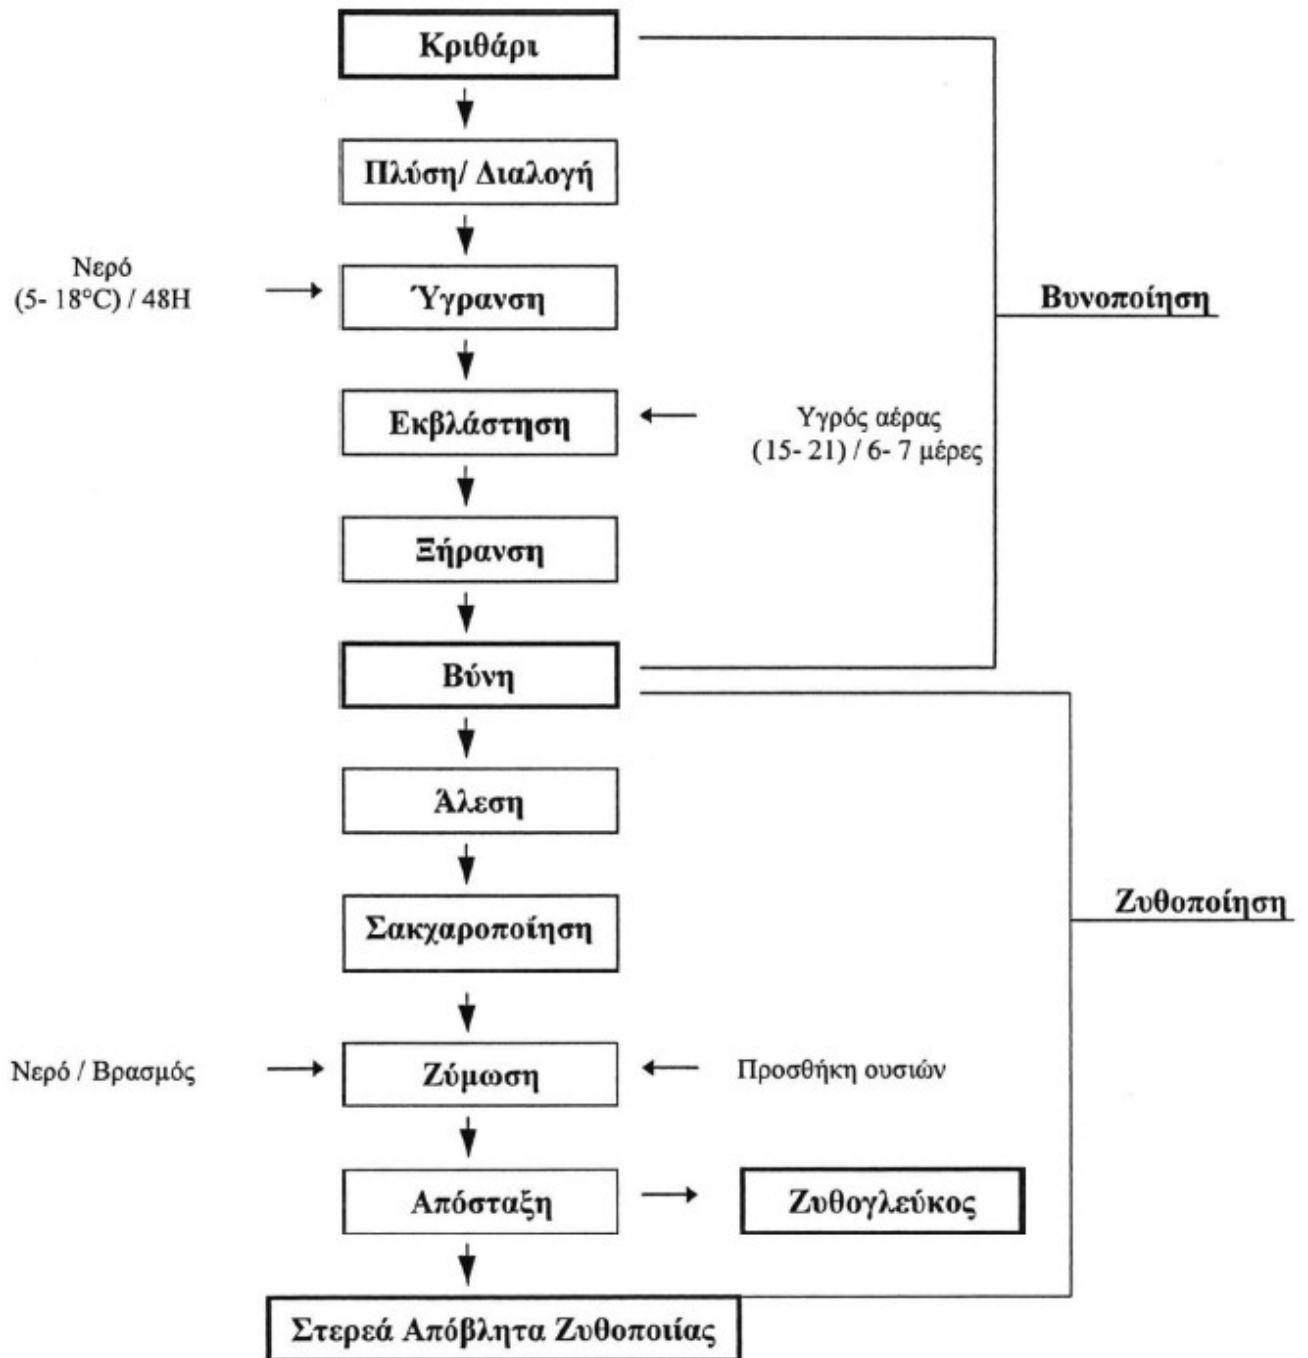 Κριθάρι
Πλύση/ Διαλογή
Νερό
(5- 18°C) / 48H
Ύγρανση
Βυνοποίηση
Εκβλάστηση
Υγρός αέρας
(15- 21) / 6- 7 μέρες
Ξήρανση
Βύνη
Άλεση
Σακχαροποίηση
Ζυθοποίηση
Νερό / Βρασμός
Ζύμωση
Προσθήκη ουσιών
Απόσταξη
Ζυθογλεύκος
Στερεά Απόβλητα Ζυθοποιίας